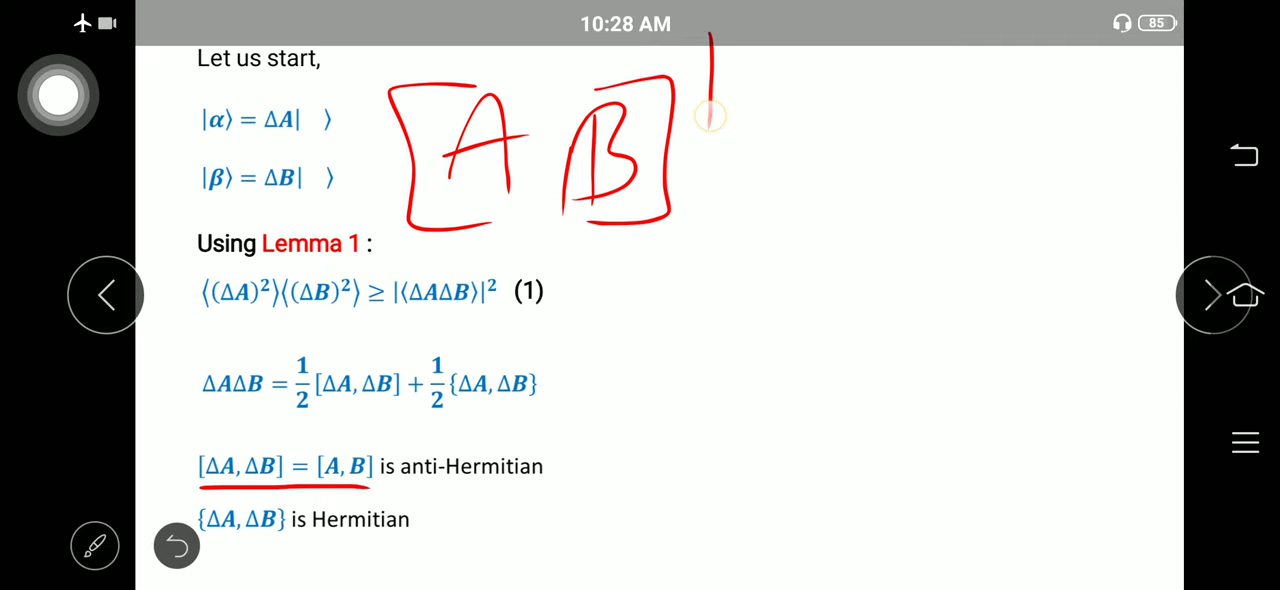 10:28 AM
85
Let us start,
|α⟩ = ΔA| ⟩
A B
|β⟩ = ΔB| ⟩
Using Lemma 1 :
⟨(ΔA)²⟩⟨(ΔB)²⟩ ≥ |⟨ΔAΔB⟩|² (1)
ΔAΔB = 1/2 [ΔA, ΔB] + 1/2 {ΔA, ΔB}
[ΔA, ΔB] = [A, B] is anti-Hermitian
{ΔA, ΔB} is Hermitian